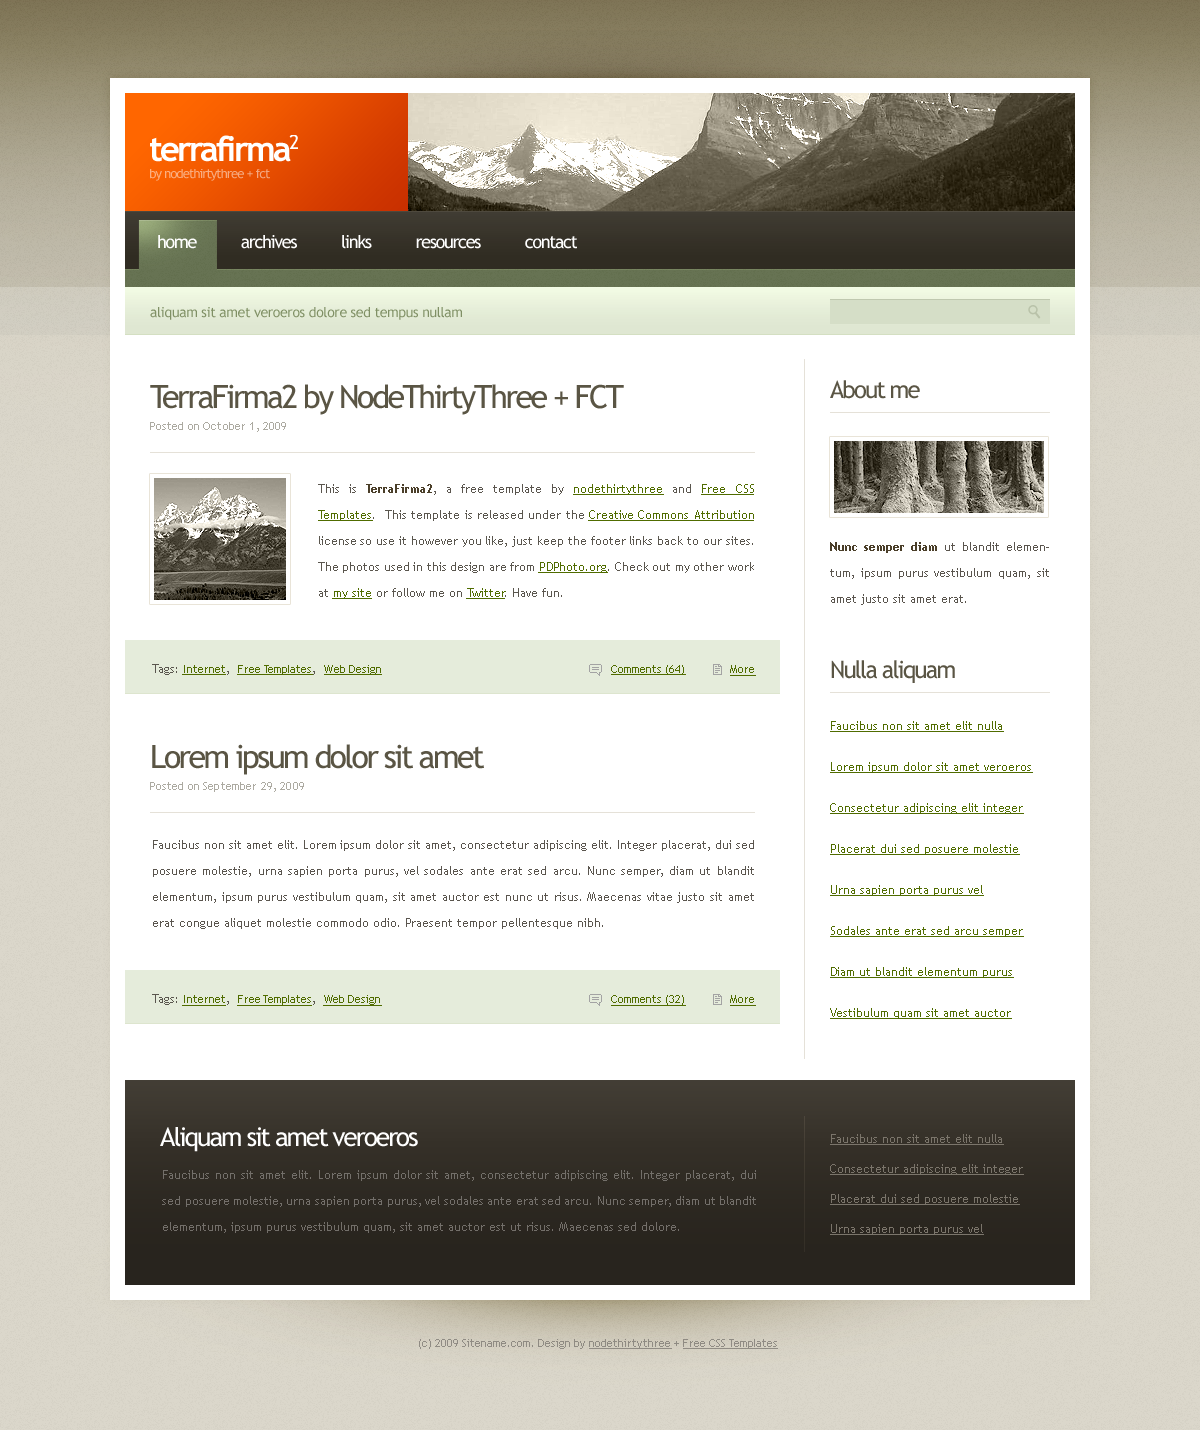 terrafirma2
by nodethirtythree + fct
home archives links resources contact
aliquam sit amet veroeros dolore sed tempus nullam
TerraFirma2 by NodeThirtyThree + FCT
Posted on October 1, 2009
This is TerraFirma2, a free template by nodethirtythree and Free CSS
Templates. This template is released under the Creative Commons Attribution
license so use it however you like, just keep the footer links back to our sites.
The photos used in this design are from PDPhoto.org. Check out my other work
at my site or follow me on Twitter. Have fun.
Tags: Internet, Free Templates, Web Design Comments (64) More
Lorem ipsum dolor sit amet
Posted on September 29, 2009
Faucibus non sit amet elit. Lorem ipsum dolor sit amet, consectetur adipiscing elit. Integer placerat, dui sed
posuere molestie, urna sapien porta purus, vel sodales ante erat sed arcu. Nunc semper, diam ut blandit
elementum, ipsum purus vestibulum quam, sit amet auctor est nunc ut risus. Maecenas vitae justo sit amet
erat congue aliquet molestie commodo odio. Praesent tempor pellentesque nibh.
Tags: Internet, Free Templates, Web Design Comments (32) More
About me
Nunc semper diam ut blandit elemen-
tum, ipsum purus vestibulum quam, sit
amet justo sit amet erat.
Nulla aliquam
Faucibus non sit amet elit nulla
Lorem ipsum dolor sit amet veroeros
Consectetur adipiscing elit integer
Placerat dui sed posuere molestie
Urna sapien porta purus vel
Sodales ante erat sed arcu semper
Diam ut blandit elementum purus
Vestibulum quam sit amet auctor
Aliquam sit amet veroeros
Faucibus non sit amet elit. Lorem ipsum dolor sit amet, consectetur adipiscing elit. Integer placerat, dui
sed posuere molestie, urna sapien porta purus, vel sodales ante erat sed arcu. Nunc semper, diam ut blandit
elementum, ipsum purus vestibulum quam, sit amet auctor est ut risus. Maecenas sed dolore.
Faucibus non sit amet elit nulla
Consectetur adipiscing elit integer
Placerat dui sed posuere molestie
Urna sapien porta purus vel
(c) 2009 Sitename.com. Design by nodethirtythree + Free CSS Templates